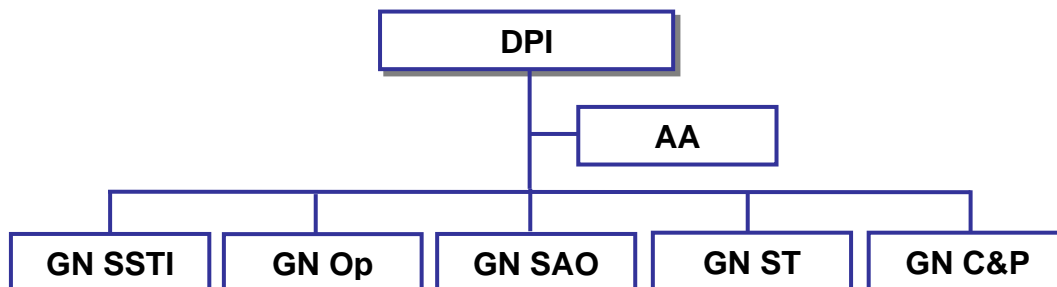 DPI
AA
GN SSTI
GN Op
GN SAO
GN ST
GN C&P